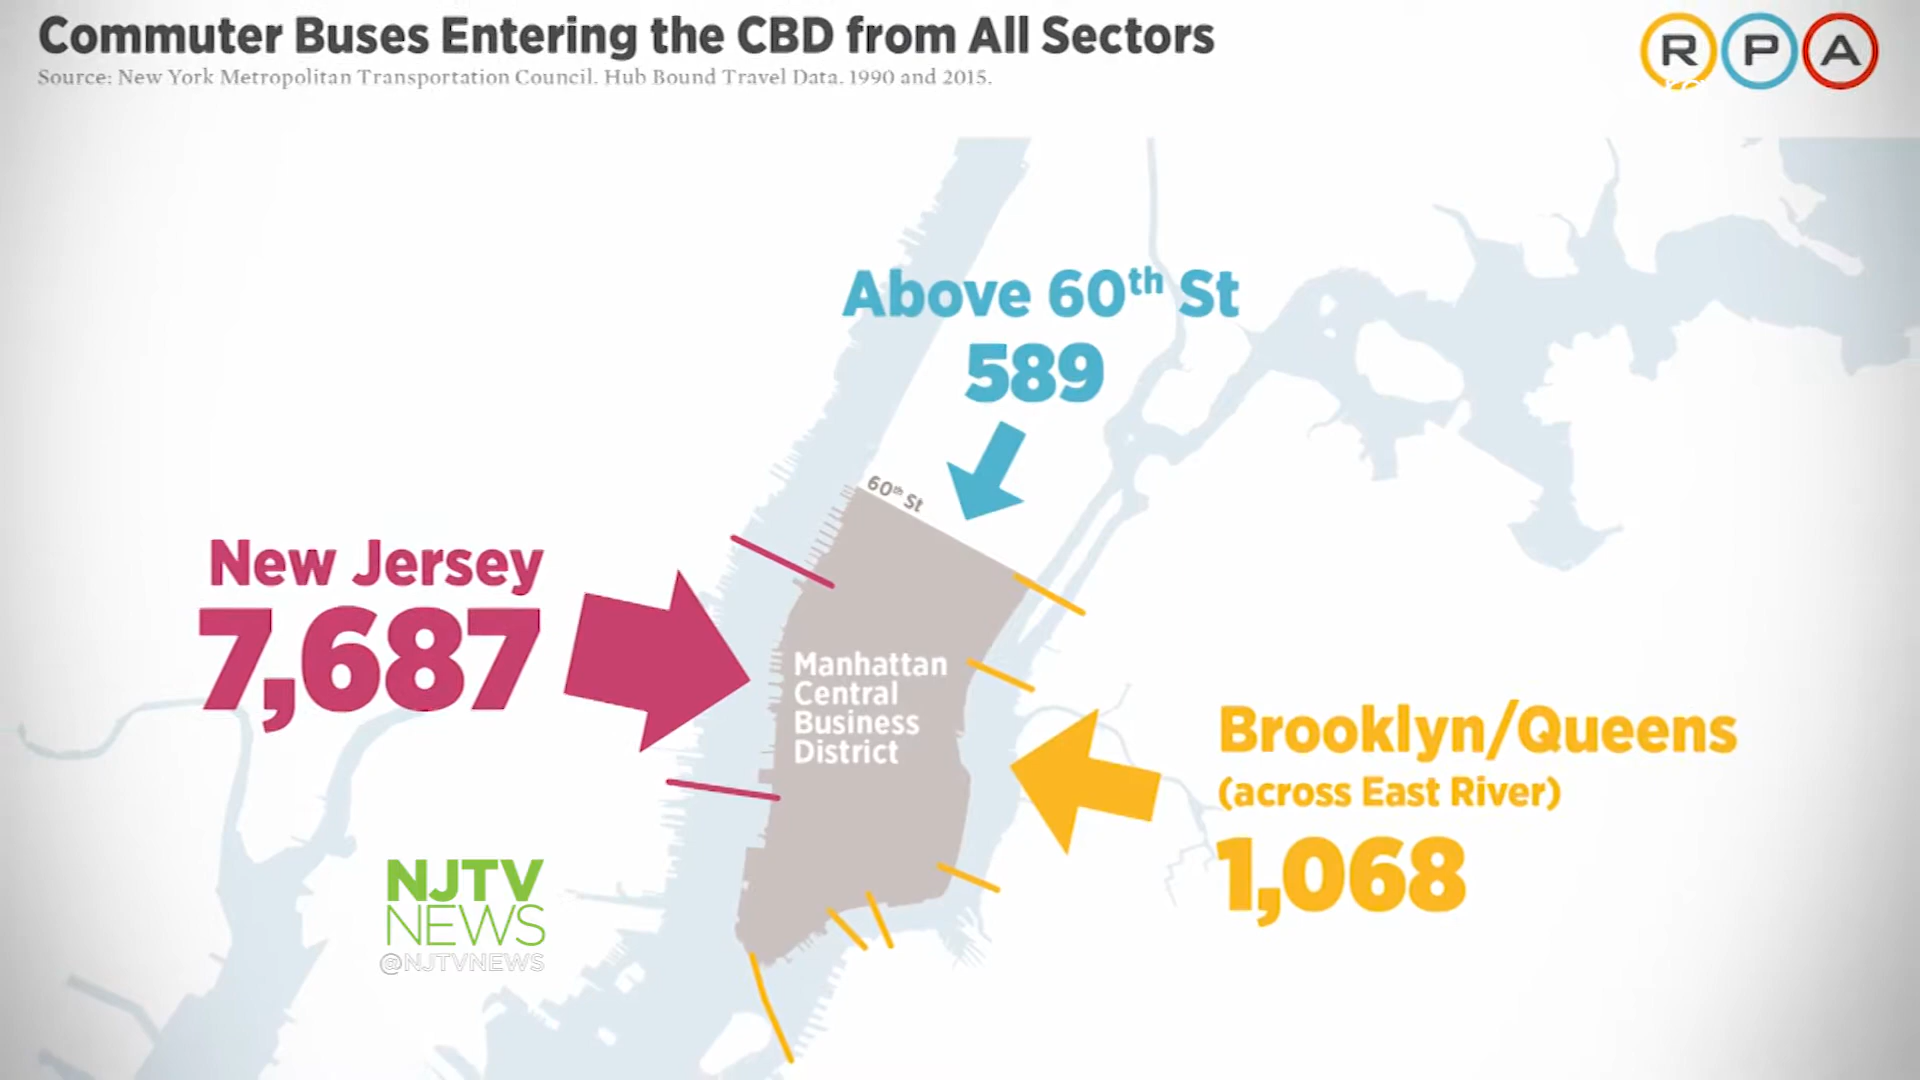 Commuter Buses Entering the CBD from All Sectors
Source: New York Metropolitan Transportation Council. Hub Bound Travel Data. 1990 and 2015.
R P A
Above 60th St
589
60th St
New Jersey
7,687
Manhattan
Central
Business
District
Brooklyn/Queens
(across East River)
1,068
NJTV
NEWS
@NJTVNEWS